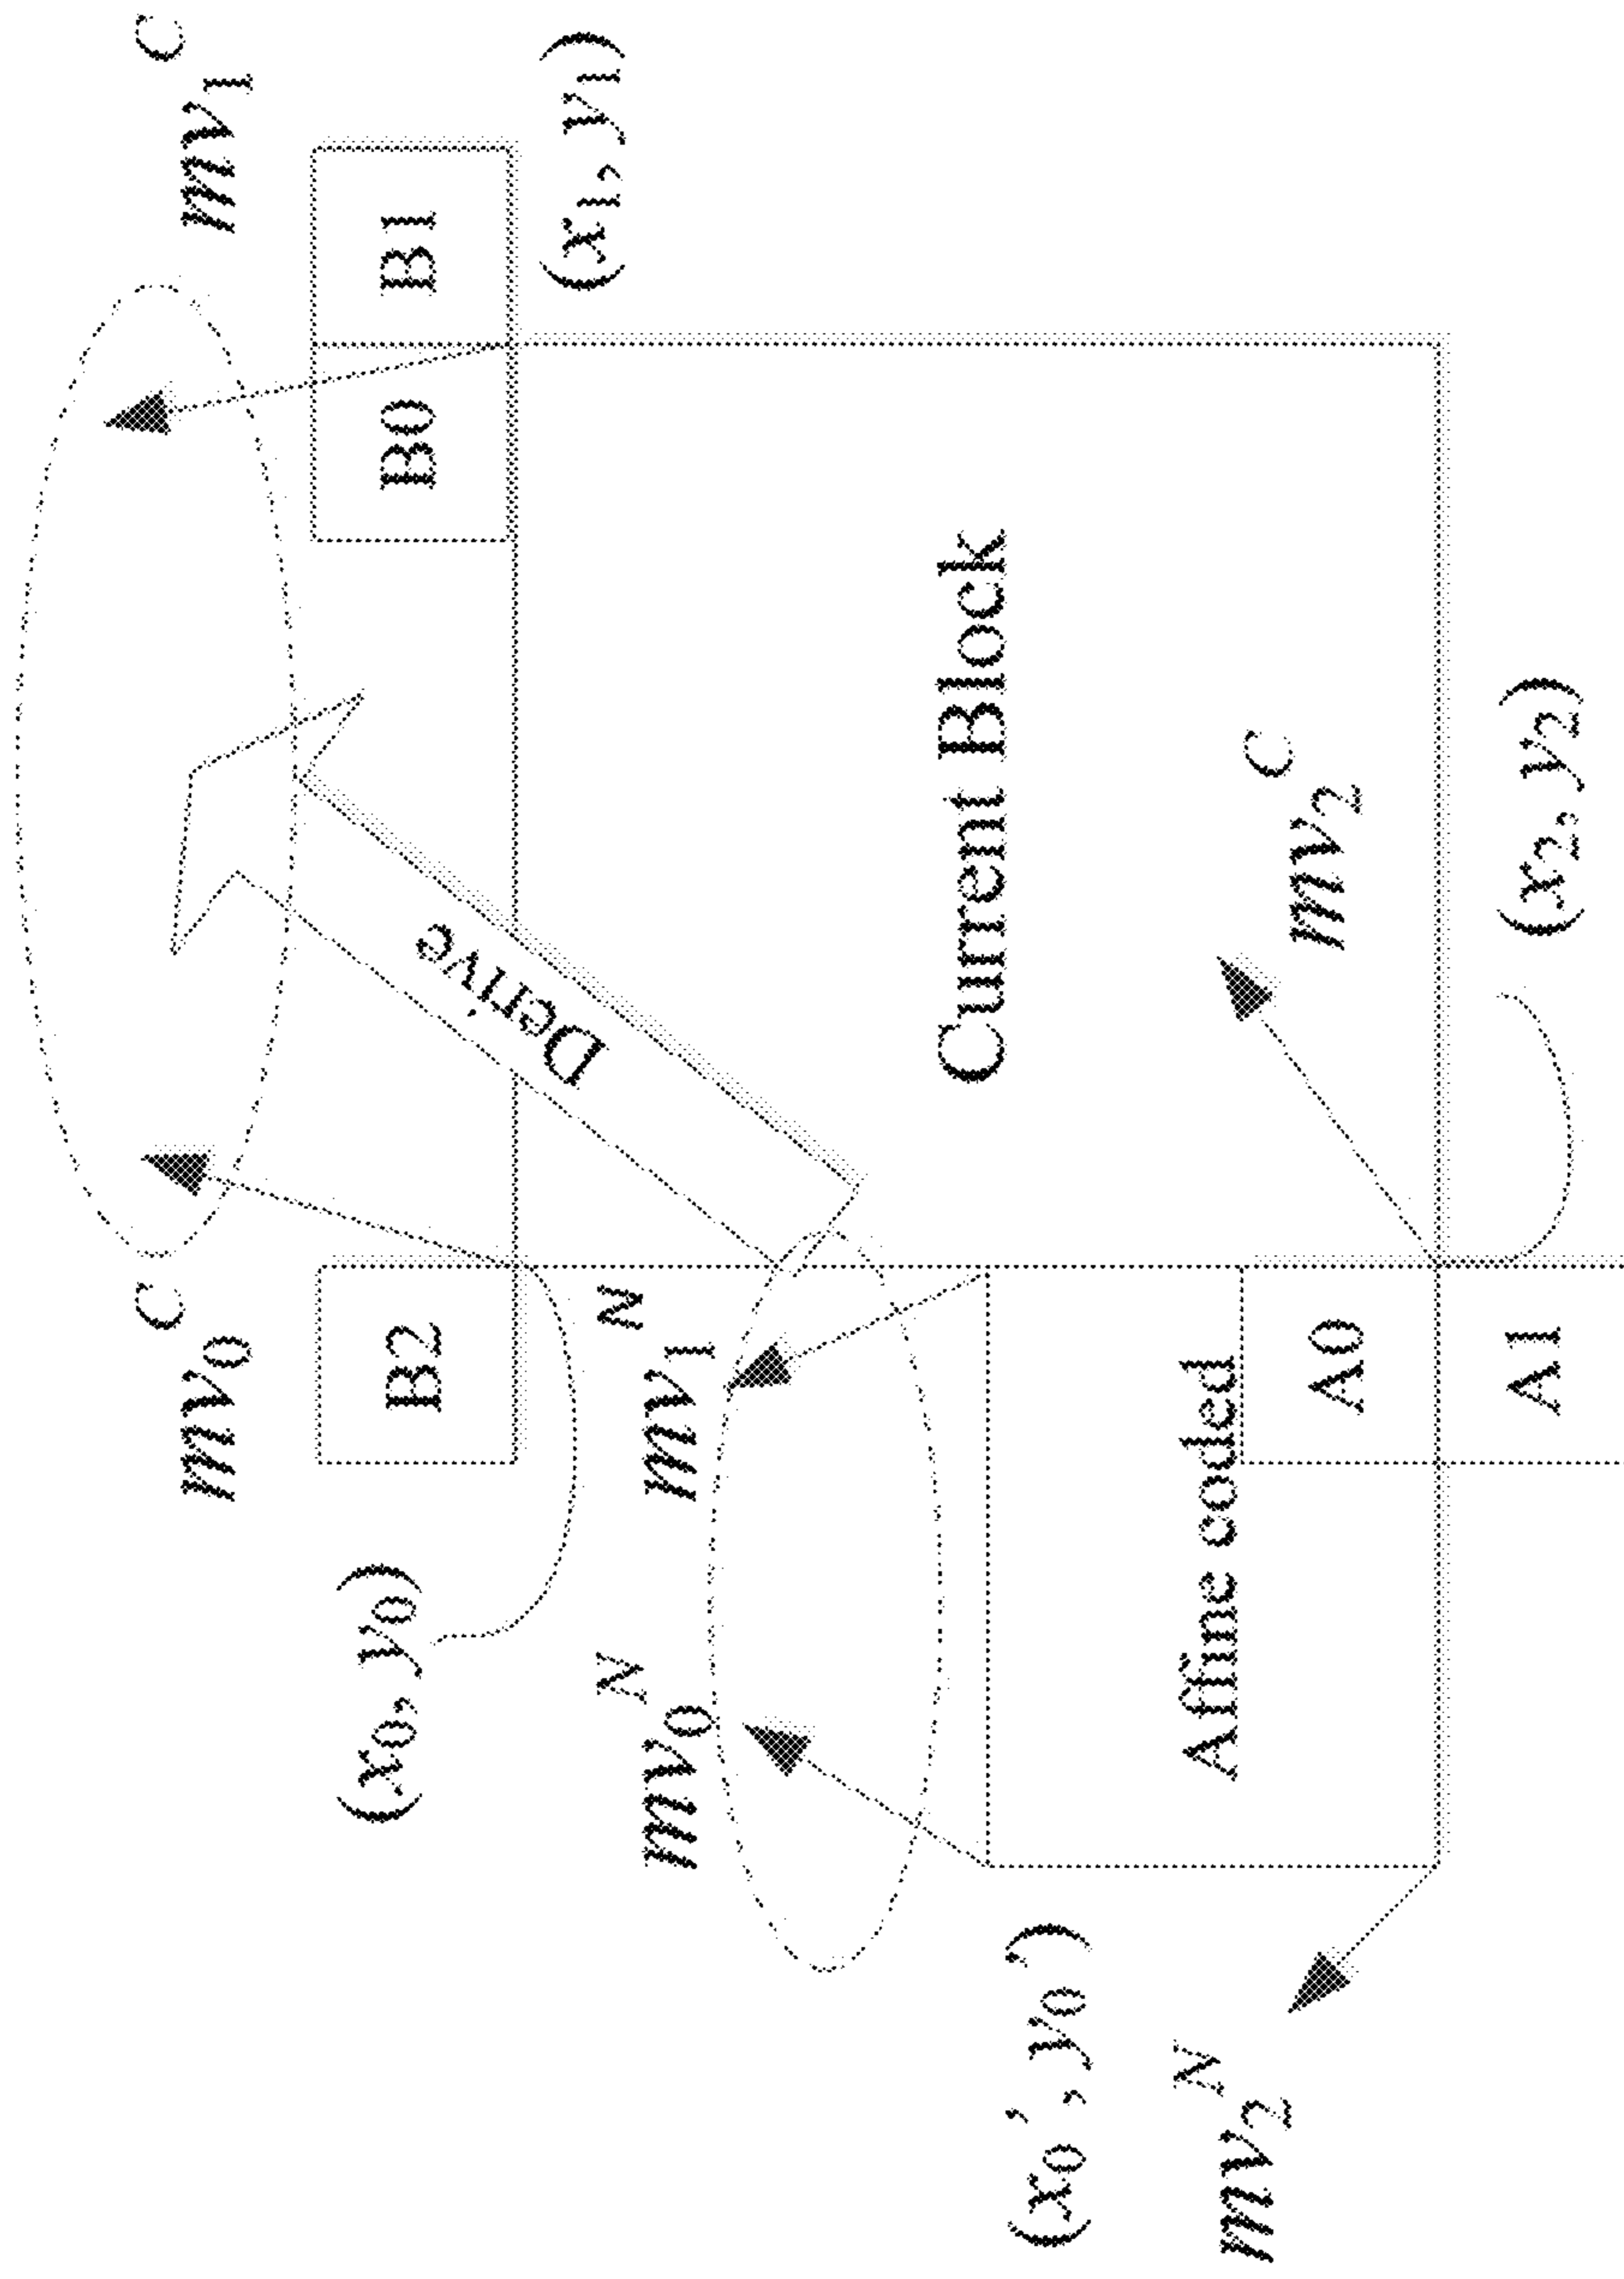 mv₀ᶜ
mv₁ᶜ
(x₀, y₀)
B2
B0
B1
(x₁, y₁)
Derive
mv₀ᴺ
mv₁ᴺ
Current Block
(x₀', y₀')
mv₂ᴺ
Affine coded
A0
mv₂ᶜ
A1
(x₂, y₂)